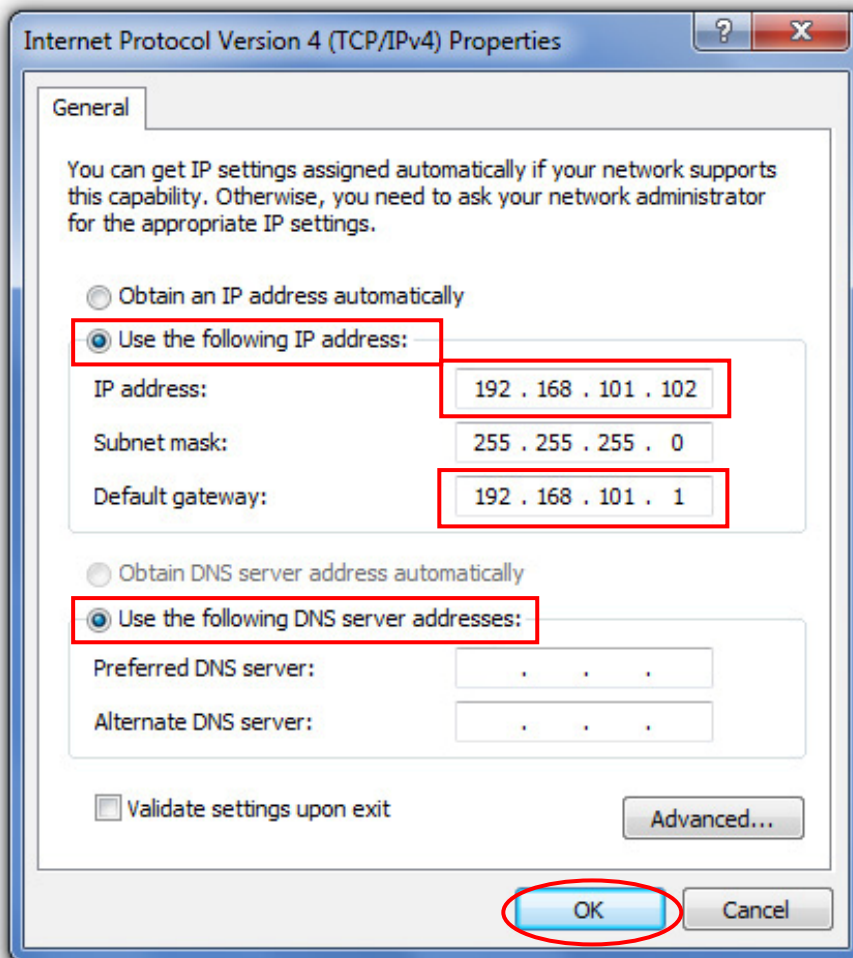 Internet Protocol Version 4 (TCP/IPv4) Properties
?
X
General
You can get IP settings assigned automatically if your network supports
this capability. Otherwise, you need to ask your network administrator
for the appropriate IP settings.
Obtain an IP address automatically
Use the following IP address:
IP address: 192 . 168 . 101 . 102
Subnet mask: 255 . 255 . 255 . 0
Default gateway: 192 . 168 . 101 . 1
Obtain DNS server address automatically
Use the following DNS server addresses:
Preferred DNS server: . . .
Alternate DNS server: . . .
Validate settings upon exit
Advanced...
OK Cancel